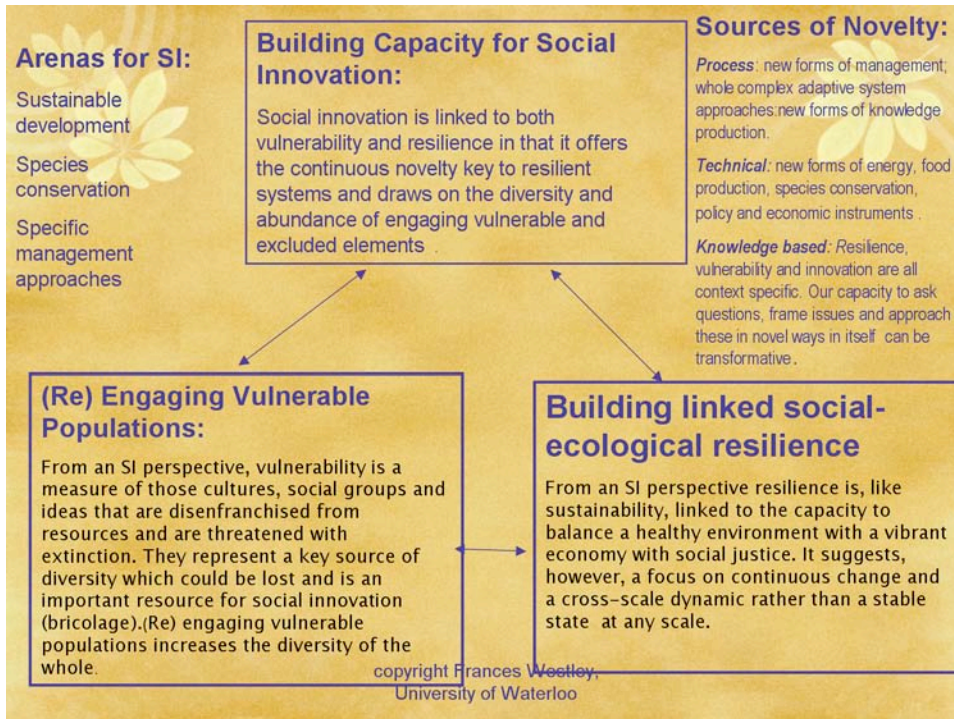 Arenas for SI:
Sustainable
development
Species
conservation
Specific
management
approaches
Building Capacity for Social
Innovation:
Social innovation is linked to both
vulnerability and resilience in that it offers
the continuous novelty key to resilient
systems and draws on the diversity and
abundance of engaging vulnerable and
excluded elements .
Sources of Novelty:
Process: new forms of management;
whole complex adaptive system
approaches:new forms of knowledge
production.
Technical: new forms of energy, food
production, species conservation,
policy and economic instruments .
Knowledge based: Resilience,
vulnerability and innovation are all
context specific. Our capacity to ask
questions, frame issues and approach
these in novel ways in itself can be
transformative.
(Re) Engaging Vulnerable
Populations:
From an SI perspective, vulnerability is a
measure of those cultures, social groups and
ideas that are disenfranchised from
resources and are threatened with
extinction. They represent a key source of
diversity which could be lost and is an
important resource for social innovation
(bricolage).(Re) engaging vulnerable
populations increases the diversity of the
whole.
Building linked social-
ecological resilience
From an SI perspective resilience is, like
sustainability, linked to the capacity to
balance a healthy environment with a vibrant
economy with social justice. It suggests,
however, a focus on continuous change and
a cross-scale dynamic rather than a stable
state at any scale.
copyright Frances Westley,
University of Waterloo